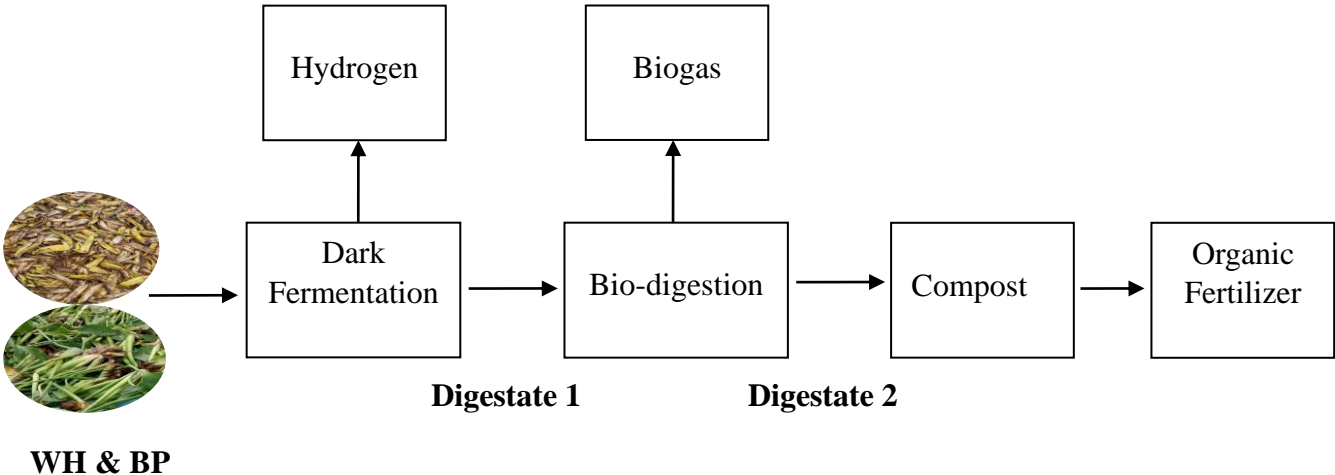 Hydrogen
Biogas
Dark
Fermentation
Bio-digestion
Compost
Organic
Fertilizer
Digestate 1
Digestate 2
WH & BP